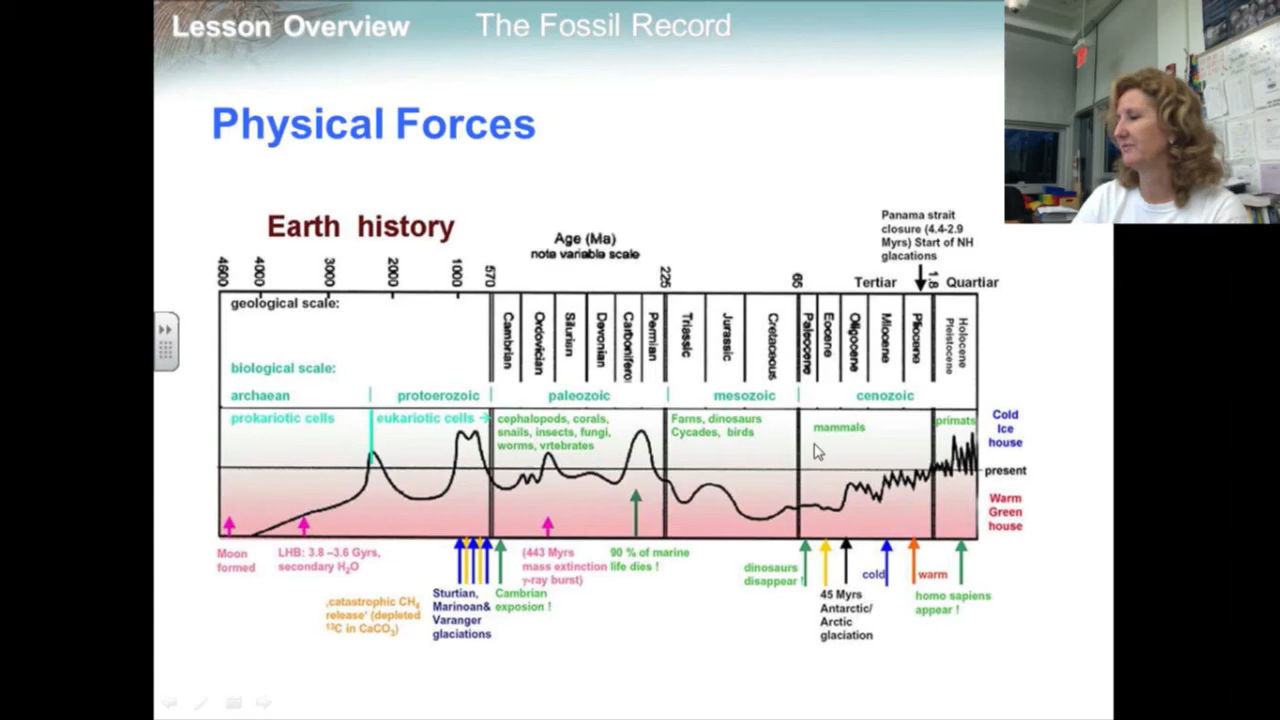 Lesson Overview The Fossil Record
Physical Forces
Panama strait
closure (4.4-2.9
Myrs) Start of NH
glacations
Earth history
Age (Ma)
note variable scale
4600 4000 3000 2000 1000 570 225 65 1.8
Tertiar Quartiar
geological scale:
Cambrian Ordovician Silurian Devonian Carbonifero Permian Triassic Jurassic Cretaceous Paleocene Eocene Oligocene Miocene Pliocene Pleistocene Holocene
biological scale:
archaean | protoerozoic | paleozoic | mesozoic | cenozoic
prokariotic cells eukariotic cells →
cephalopods, corals,
snails, insects, fungi,
worms, vrtebrates
Farns, dinosaurs
Cycades, birds
mammals
primats
Cold
Ice
house
present
Warm
Green
house
Moon
formed
LHB: 3.8 –3.6 Gyrs,
secondary H₂O
‚catastrophic CH₄
release‘ (depleted
¹³C in CaCO₃)
Sturtian,
Marinoan&
Varanger
glaciations
Cambrian
exposion !
(443 Myrs
mass extinction
γ-ray burst)
90 % of marine
life dies !
dinosaurs
disappear !
45 Myrs
Antarctic/
Arctic
glaciation
cold
warm
homo sapiens
appear !